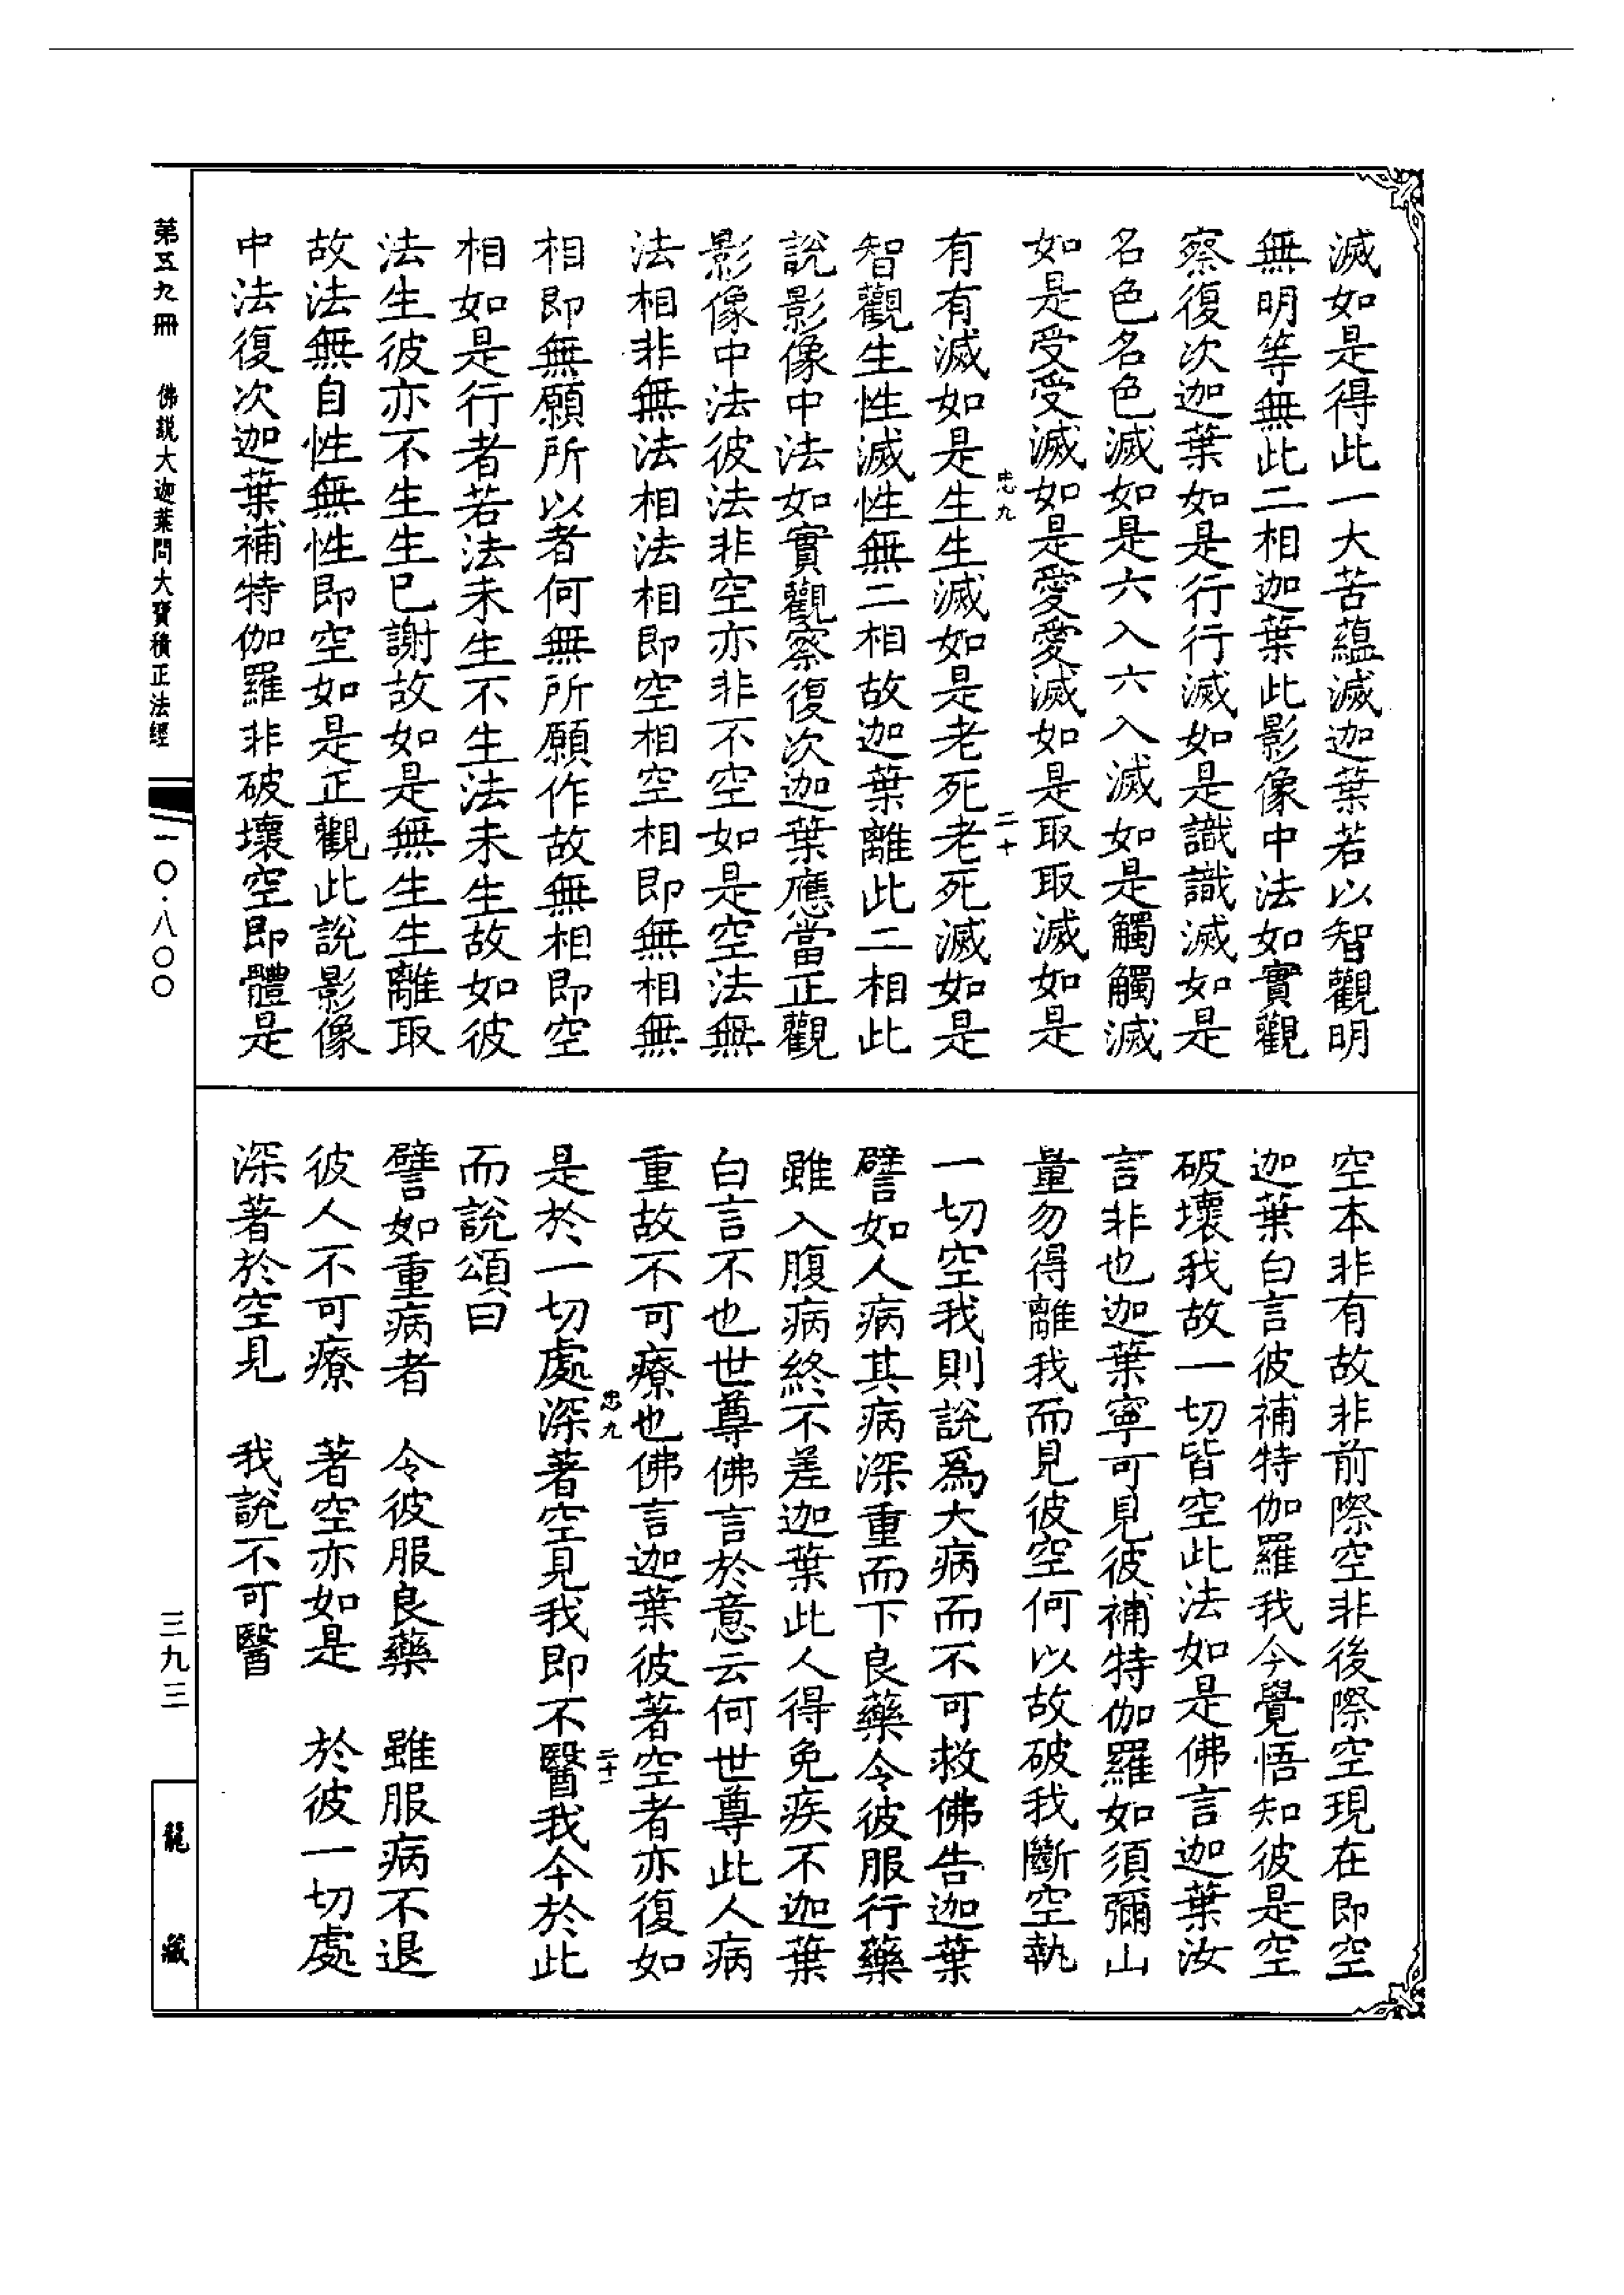 滅如是得此一大苦蘊滅迦葉若以智觀明
無明等無此二相迦葉此影像中法如實觀
察復次迦葉如是行行滅如是識識滅如是
名色名色滅如是六入六入滅如是觸觸滅
如是受受滅如是愛愛滅如是取取滅如是
忠九
二十
有有滅如是生生滅如是老死老死滅如是
智觀生性滅性無二相故迦葉離此二相此
說影像中法如實觀察復次迦葉應當正觀
影像中法彼法非空亦非不空如是空法無
法相非無法相法相即空相空相即無相無
相即無願所以者何無所願作故無相即空
相如是行者若法未生不生法未生故如彼
法生彼亦不生生已謝故如是無生生離取
故法無自性無性即空如是正觀此說影像
中法復次迦葉補特伽羅非破壞空即體是
空本非有故非前際空非後際空現在即空
迦葉白言彼補特伽羅我今覺悟知彼是空
破壞我故一切皆空此法如是佛言迦葉汝
言非也迦葉寧可見彼補特伽羅如須彌山
量勿得離我而見彼空何以故破我斷空執
一切空我則說為大病而不可救佛告迦葉
譬如人病其病深重而下良藥令彼服行藥
雖入腹病終不差迦葉此人得免疾不迦葉
白言不也世尊佛言於意云何世尊此人病
重故不可療也佛言迦葉彼著空者亦復如
忠九
二十一
是於一切處深著空見我即不醫我今於此
而說頌曰
譬如重病者　令彼服良藥　雖服病不退
彼人不可療　著空亦如是　於彼一切處
深著於空見　我說不可醫
第五九冊　佛説大迦葉問大寶積正法經
一〇·八〇〇
三九三
龍藏